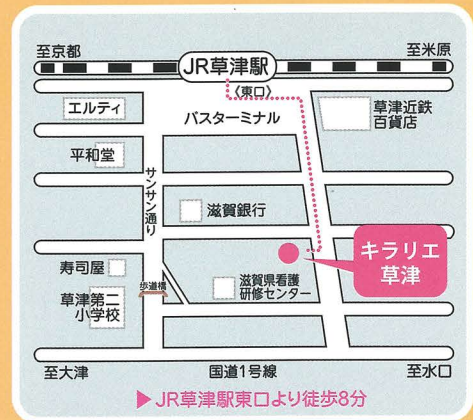 至京都
至米原
JR草津駅
〈東口〉
エルティ
バスターミナル
草津近鉄
百貨店
平和堂
サンサン通り
滋賀銀行
キラリエ
草津
寿司屋
歩道橋
滋賀県看護
研修センター
草津第二
小学校
至大津
国道1号線
至水口
▶JR草津駅東口より徒歩8分